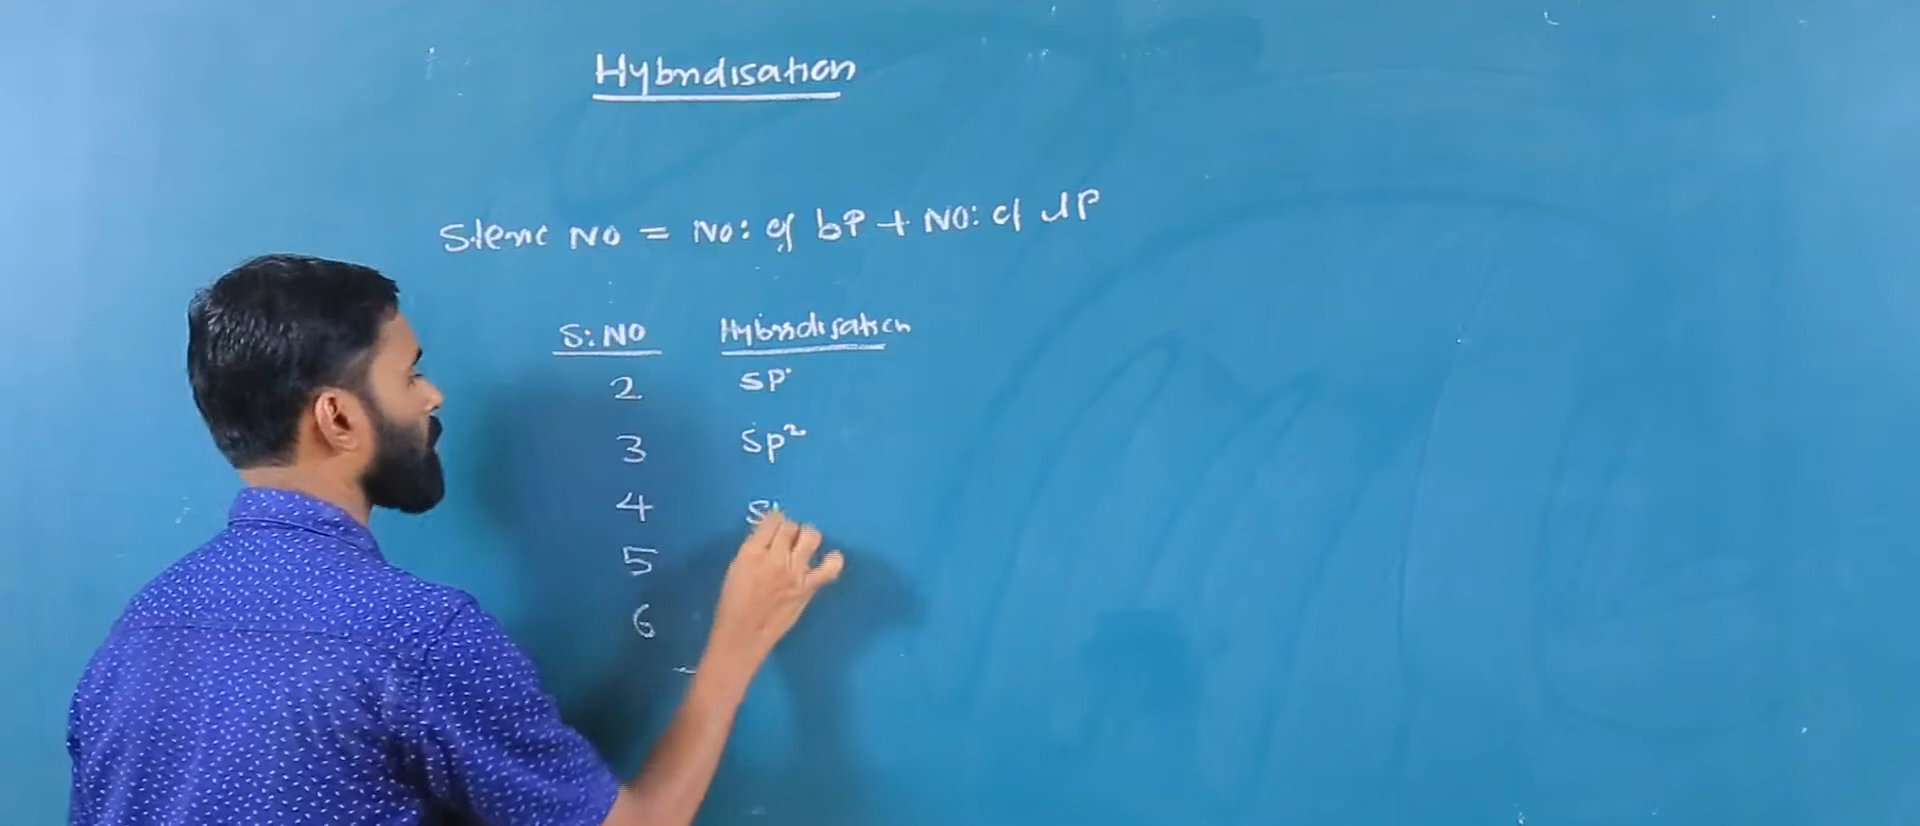 Hybridisation
Steric NO = NO: of bP + NO: of lP
S: NO Hybridisation
2 SP
3 Sp²
4 S
5
6